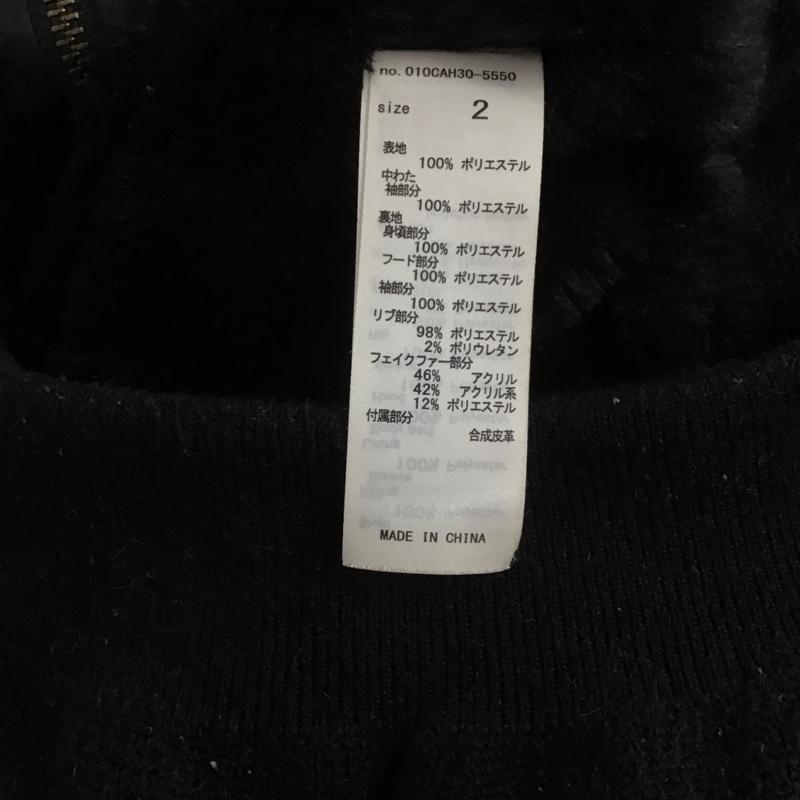 no. 010CAH30-5550
size 2
表地
100% ポリエステル
中わた
袖部分
100% ポリエステル
裏地
身頃部分
100% ポリエステル
フード部分
100% ポリエステル
袖部分
100% ポリエステル
リブ部分
98% ポリエステル
2% ポリウレタン
フェイクファー部分
46% アクリル
42% アクリル系
12% ポリエステル
付属部分
合成皮革
MADE IN CHINA